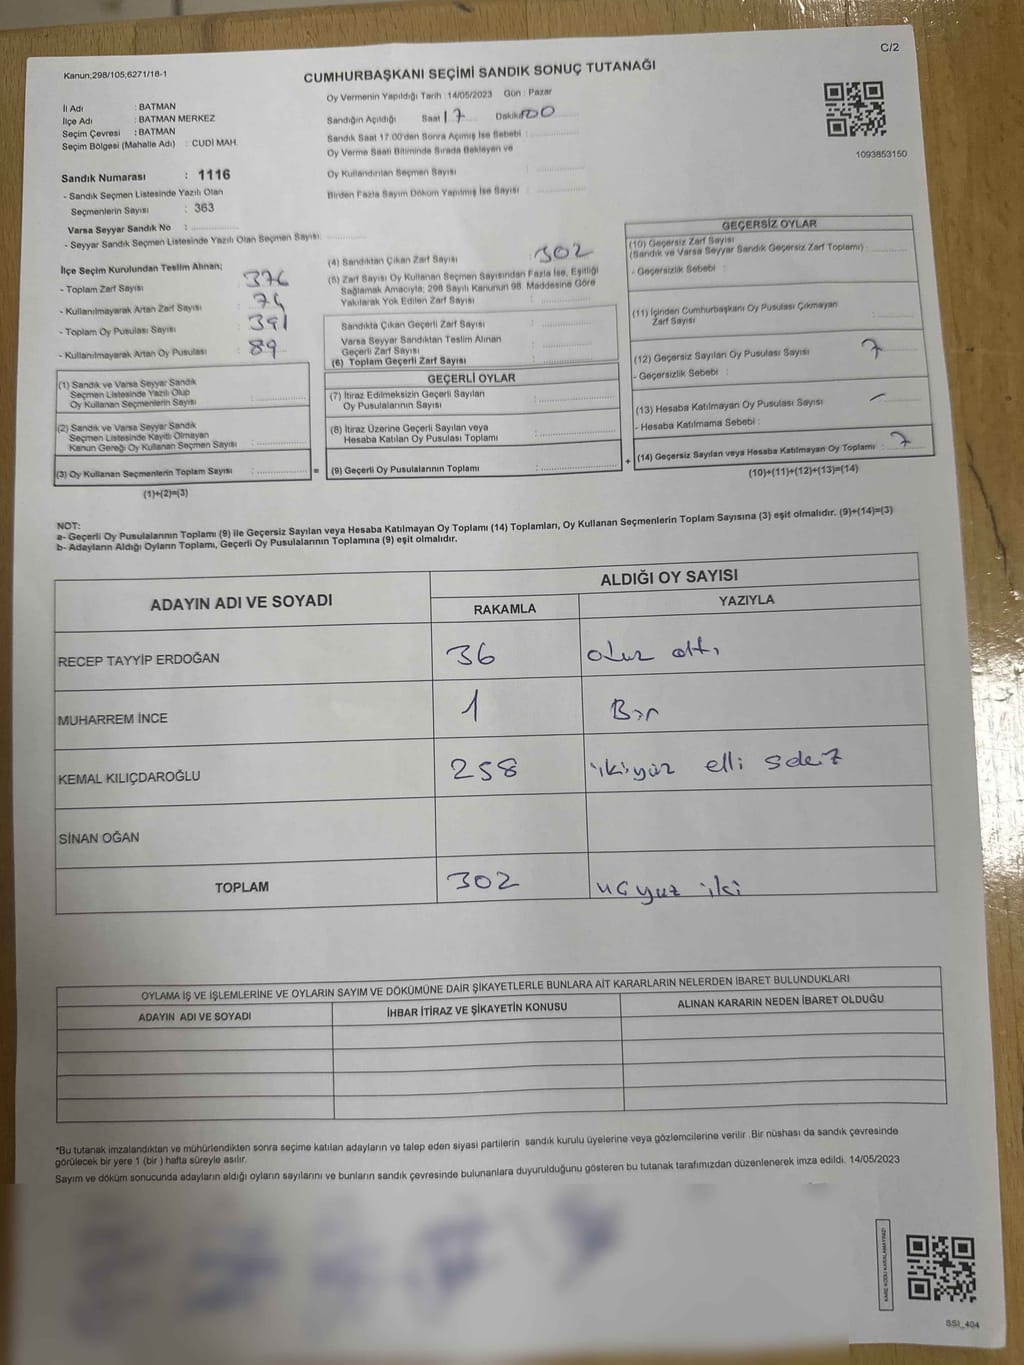 C/2
Kanun;298/105;6271/18-1
CUMHURBAŞKANI SEÇİMİ SANDIK SONUÇ TUTANAĞI
Oy Vermenin Yapıldığı Tarih :14/05/2023 Gün : Pazar
İl Adı : BATMAN
İlçe Adı : BATMAN MERKEZ
Seçim Çevresi : BATMAN
Seçim Bölgesi (Mahalle Adı) : CUDİ MAH.
Sandığın Açıldığı Saat 17 Dakika 00
Sandık Saat 17:00'den Sonra Açımış İse Sebebi :
Oy Verme Saati Bitiminde Sırada Bekleyen ve
Oy Kullandırılan Seçmen Sayısı :
Birden Fazla Sayım Döküm Yapılmış İse Sayısı :
1093853150
Sandık Numarası : 1116
- Sandık Seçmen Listesinde Yazılı Olan
Seçmenlerin Sayısı : 363
Varsa Seyyar Sandık No :
- Seyyar Sandık Seçmen Listesinde Yazılı Olan Seçmen Sayısı:
İlçe Seçim Kurulundan Teslim Alınan;
- Toplam Zarf Sayısı : 376
- Kullanılmayarak Artan Zarf Sayısı : 74
- Toplam Oy Pusulası Sayısı : 391
- Kullanılmayarak Artan Oy Pusulası : 89
(1) Sandık ve Varsa Seyyar Sandık
Seçmen Listesinde Yazılı Olup
Oy Kullanan Seçmenlerin Sayısı :
(2) Sandık ve Varsa Seyyar Sandık
Seçmen Listesinde Kayıtlı Olmayan
Kanun Gereği Oy Kullanan Seçmen Sayısı :
(3) Oy Kullanan Seçmenlerin Toplam Sayısı : =
(1)+(2)=(3)
(4) Sandıktan Çıkan Zarf Sayısı : 302
(5) Zarf Sayısı Oy Kullanan Seçmen Sayısından Fazla İse, Eşitliği
Sağlamak Amacıyla; 298 Sayılı Kanunun 98. Maddesine Göre
Yakılarak Yok Edilen Zarf Sayısı :
Sandıkta Çıkan Geçerli Zarf Sayısı :
Varsa Seyyar Sandıktan Teslim Alınan
Geçerli Zarf Sayısı :
(6) Toplam Geçerli Zarf Sayısı :
GEÇERLİ OYLAR
(7) İtiraz Edilmeksizin Geçerli Sayılan
Oy Pusulalarının Sayısı :
(8) İtiraz Üzerine Geçerli Sayılan veya
Hesaba Katılan Oy Pusulası Toplamı :
(9) Geçerli Oy Pusulalarının Toplamı : +
GEÇERSİZ OYLAR
(10) Geçersiz Zarf Sayısı
(Sandık ve Varsa Seyyar Sandık Geçersiz Zarf Toplamı) :
- Geçersizlik Sebebi :
(11) İçinden Cumhurbaşkanı Oy Pusulası Çıkmayan
Zarf Sayısı :
(12) Geçersiz Sayılan Oy Pusulası Sayısı : 7
- Geçersizlik Sebebi :
(13) Hesaba Katılmayan Oy Pusulası Sayısı : -
- Hesaba Katılmama Sebebi :
(14) Geçersiz Sayılan veya Hesaba Katılmayan Oy Toplamı : 7
(10)+(11)+(12)+(13)=(14)
NOT:
a- Geçerli Oy Pusulalarının Toplamı (9) ile Geçersiz Sayılan veya Hesaba Katılmayan Oy Toplamı (14) Toplamları, Oy Kullanan Seçmenlerin Toplam Sayısına (3) eşit olmalıdır. (9)+(14)=(3)
b- Adayların Aldığı Oyların Toplamı, Geçerli Oy Pusulalarının Toplamına (9) eşit olmalıdır.
ADAYIN ADI VE SOYADI
ALDIĞI OY SAYISI
RAKAMLA YAZIYLA
RECEP TAYYİP ERDOĞAN 36 otuz altı
MUHARREM İNCE 1 Bir
KEMAL KILIÇDAROĞLU 258 ikiyüz elli sekiz
SİNAN OĞAN
TOPLAM 302 üçyüz iki
OYLAMA İŞ VE İŞLEMLERİNE VE OYLARIN SAYIM VE DÖKÜMÜNE DAİR ŞİKAYETLERLE BUNLARA AİT KARARLARIN NELERDEN İBARET BULUNDUKLARI
ADAYIN ADI VE SOYADI İHBAR İTİRAZ VE ŞİKAYETİN KONUSU ALINAN KARARIN NEDEN İBARET OLDUĞU
*Bu tutanak imzalandıktan ve mühürlendikten sonra seçime katılan adayların ve talep eden siyasi partilerin sandık kurulu üyelerine veya gözlemcilerine verilir .Bir nüshası da sandık çevresinde
görülecek bir yere 1 (bir ) hafta süreyle asılır.
Sayım ve döküm sonucunda adayların aldığı oyların sayılarını ve bunların sandık çevresinde bulunanlara duyurulduğunu gösteren bu tutanak tarafımızdan düzenlenerek imza edildi. 14/05/2023
KARE KODU KARALAMAYINIZ!
SSI_404